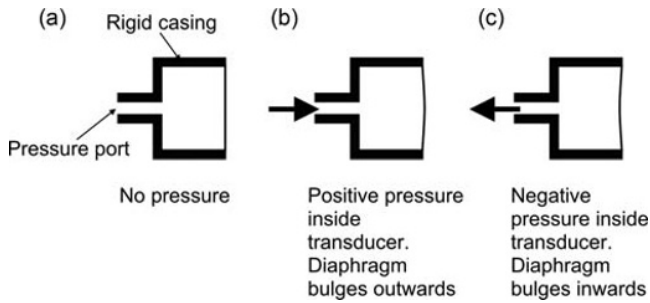 (a)
Rigid casing
Pressure port
No pressure
(b)
Positive pressure
inside
transducer.
Diaphragm
bulges outwards
(c)
Negative
pressure inside
transducer.
Diaphragm
bulges inwards